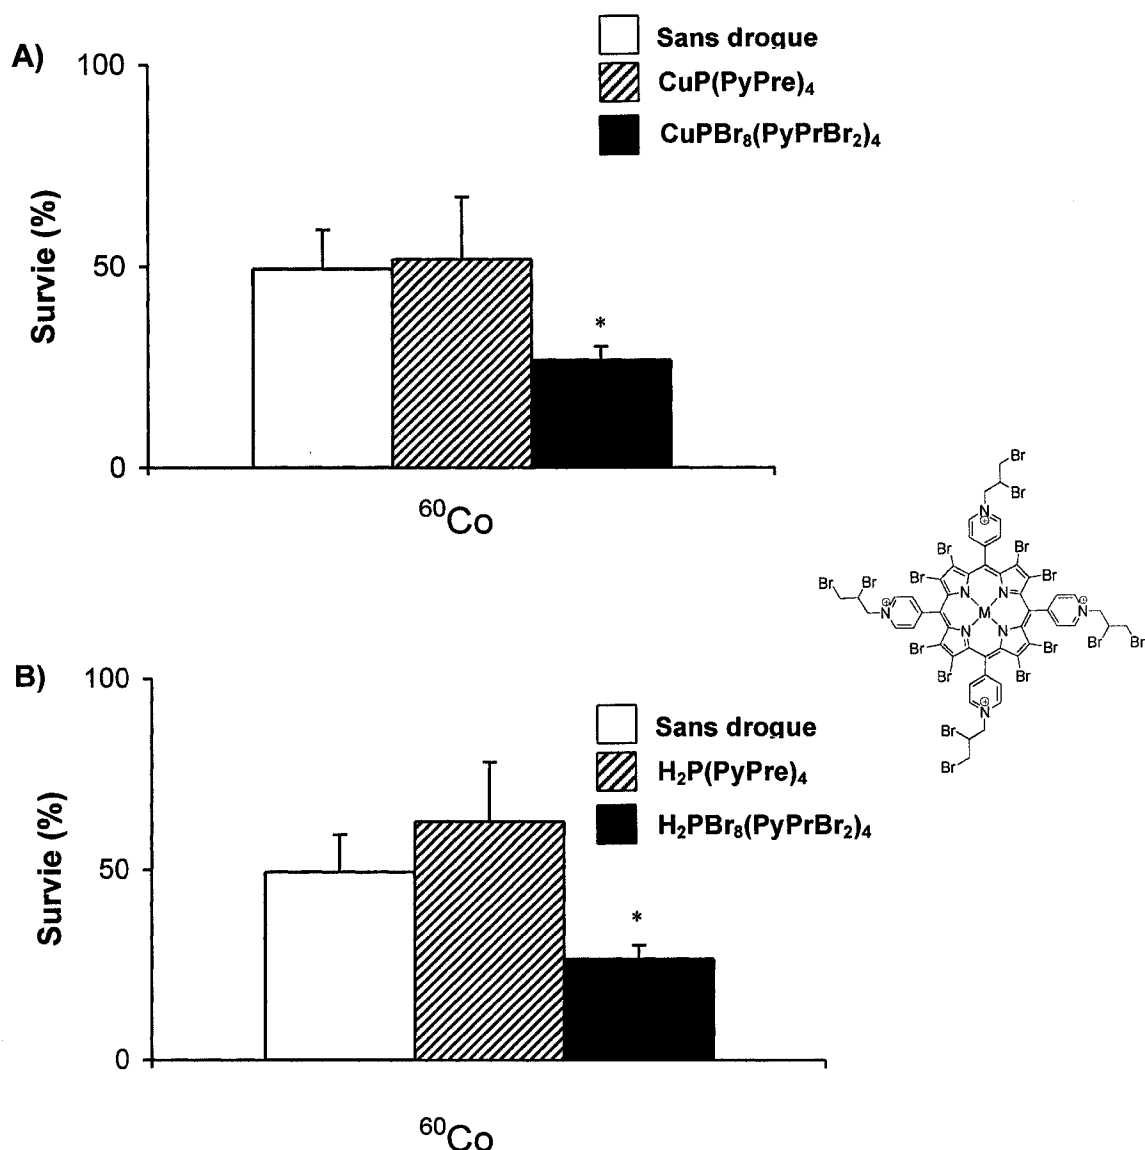 A)
100
50
0
Survie (%)
Sans drogue
CuP(PyPre)₄
CuPBr₈(PyPrBr₂)₄
*
⁶⁰Co
Br
Br
N
⊕
Br
Br
Br
Br
Br
Br
N
N
⊕
N
M
N
⊕
N
N
Br
Br
Br
Br
Br
Br
N
⊕
Br
Br
B)
100
50
0
Survie (%)
Sans drogue
H₂P(PyPre)₄
H₂PBr₈(PyPrBr₂)₄
*
⁶⁰Co